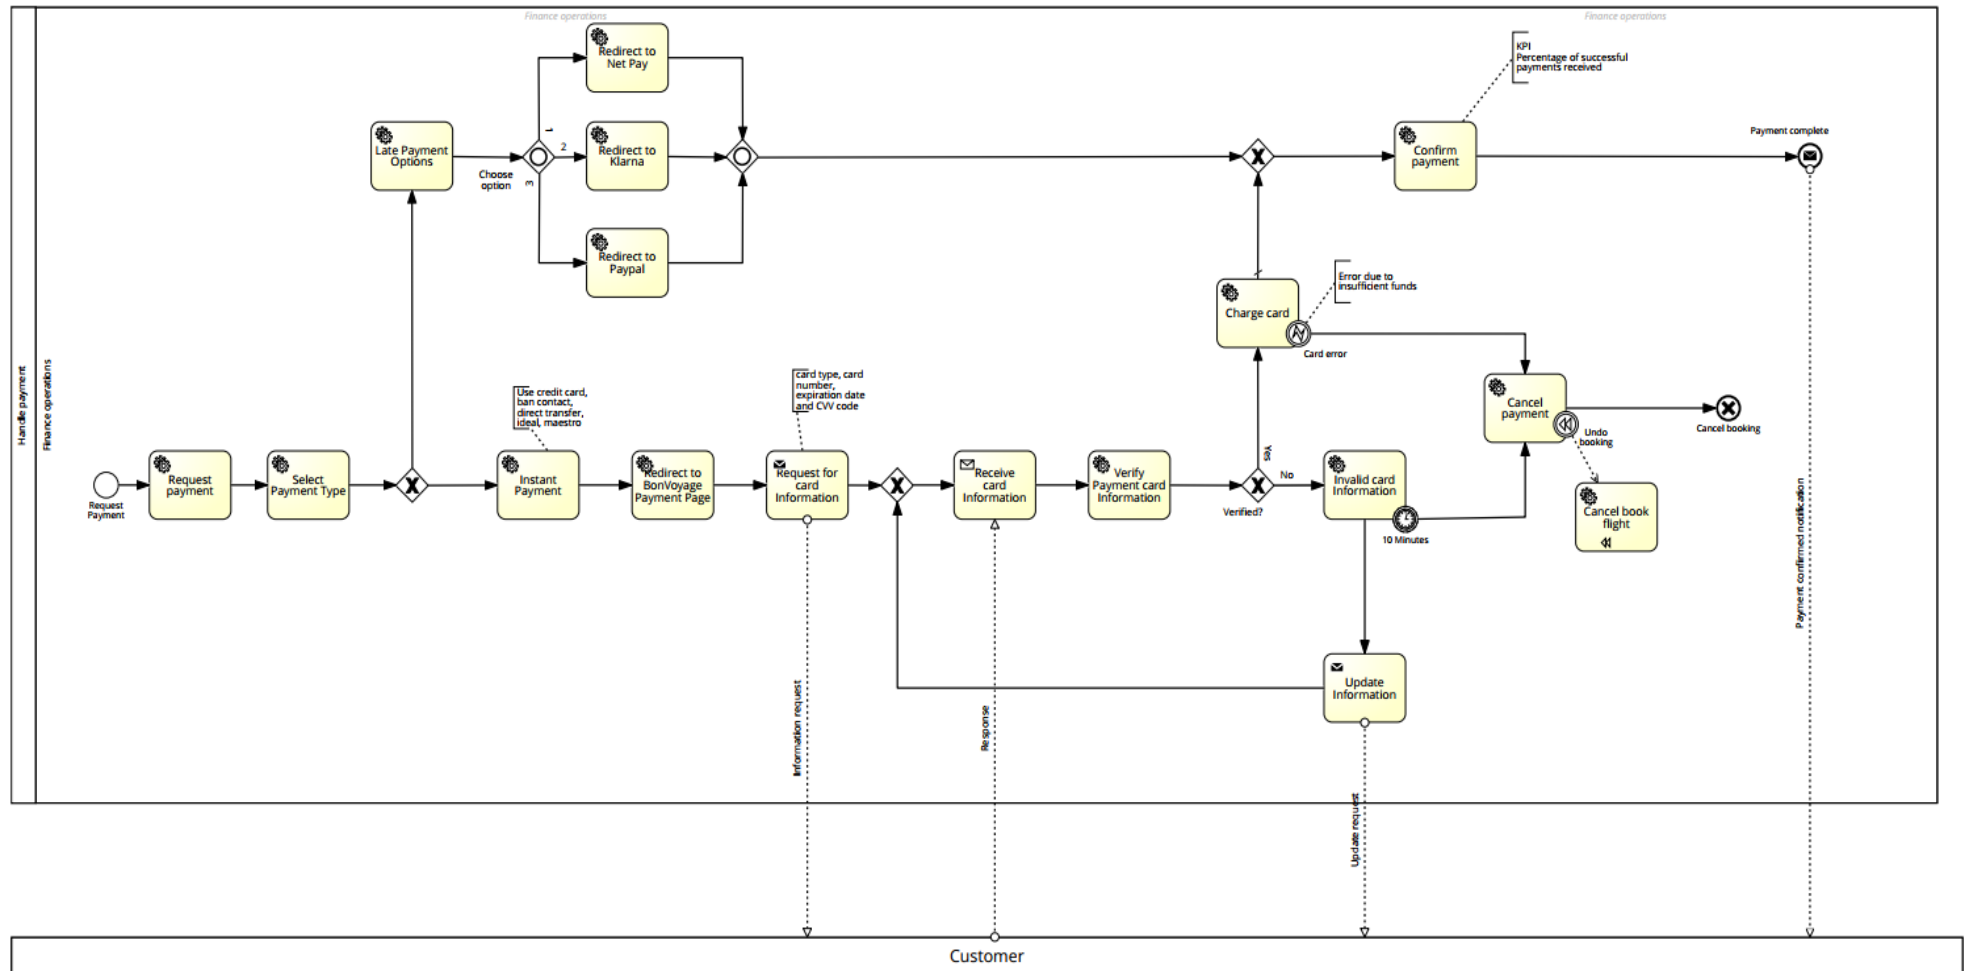 Finance operations
Finance operations
Handle payment
Finance operations
Redirect to
Net Pay
KPI
Percentage of successful
payments received
Late Payment
Options
Choose
option
1
2
3
Redirect to
Klarna
Redirect to
Paypal
Confirm
payment
Payment complete
Charge card
Error due to
insufficient funds
Card error
Cancel
payment
Cancel booking
Undo
booking
Cancel book
flight
Use credit card,
ban contact,
direct transfer,
ideal, maestro
card type, card
number,
expiration date
and CVV code
Request
Payment
Request
payment
Select
Payment Type
Instant
Payment
Redirect to
BonVoyage
Payment Page
Request for
card
Information
Receive
card
Information
Verify
Payment card
Information
Yes
No
Verified?
Invalid card
Information
10 Minutes
Update
Information
Information request
Response
Update request
Payment confirmed notification
Customer